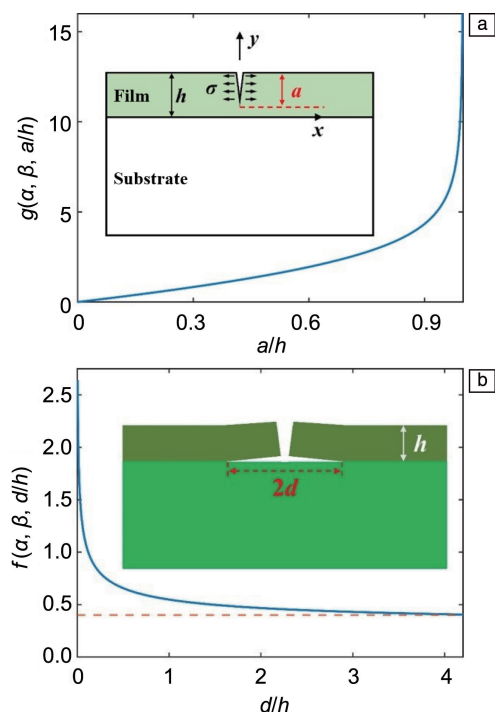 a
15
10
5
0
g(α, β, a/h)
y
Film
h
σ
a
x
Substrate
0
0.3
0.6
0.9
a/h
b
2.5
2.0
1.5
1.0
0.5
0.0
f (α, β, d/h)
h
2d
0
1
2
3
4
d/h